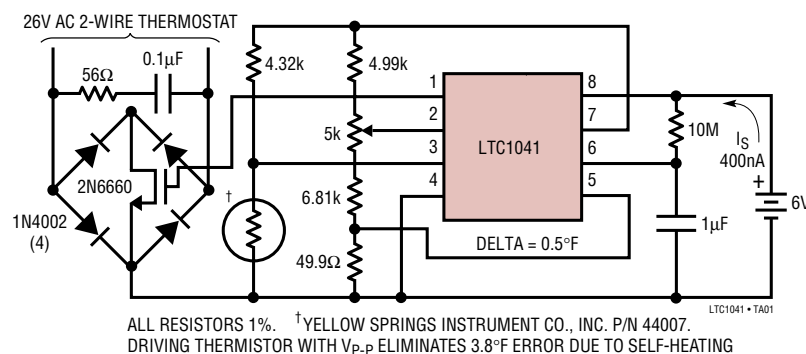 26V AC 2-WIRE THERMOSTAT
0.1µF
56Ω
4.32k
4.99k
1
8
2
7
5k
LTC1041
10M
IS
400nA
3
6
2N6660
4
5
†
6.81k
+
6V
1N4002
(4)
1µF
49.9Ω
DELTA = 0.5°F
LTC1041 • TA01
ALL RESISTORS 1%. †YELLOW SPRINGS INSTRUMENT CO., INC. P/N 44007.
DRIVING THERMISTOR WITH VP-P ELIMINATES 3.8°F ERROR DUE TO SELF-HEATING